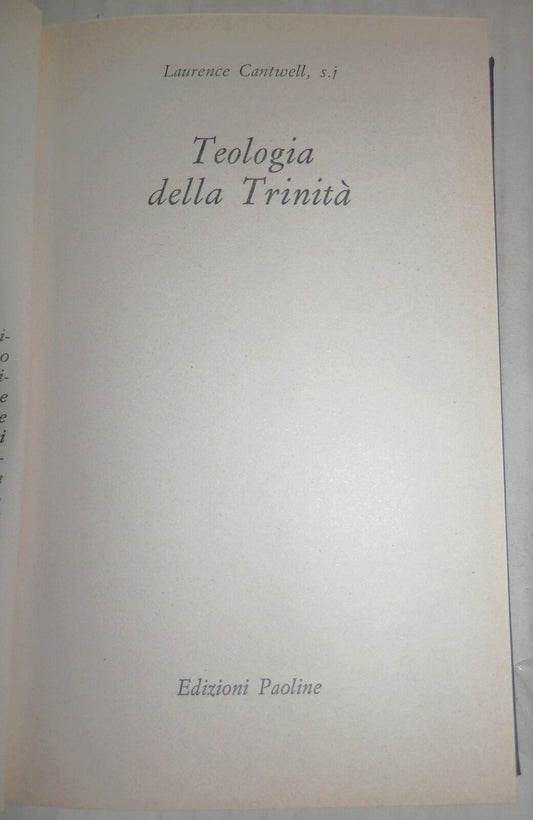 Laurence Cantwell, s.j
Teologia
della Trinità
Edizioni Paoline